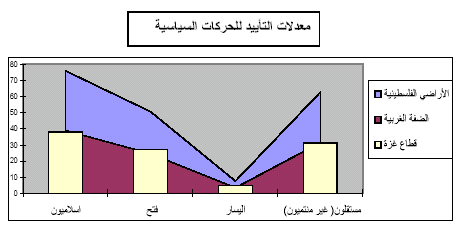 معدلات التأييد للحركات السياسية
80
70
60
50
40
30
20
10
0
اسلاميون
فتح
اليسار
مستقلون( غير منتميون)
الأراضي الفلسطينية
الضفة الغربية
قطاع غزة